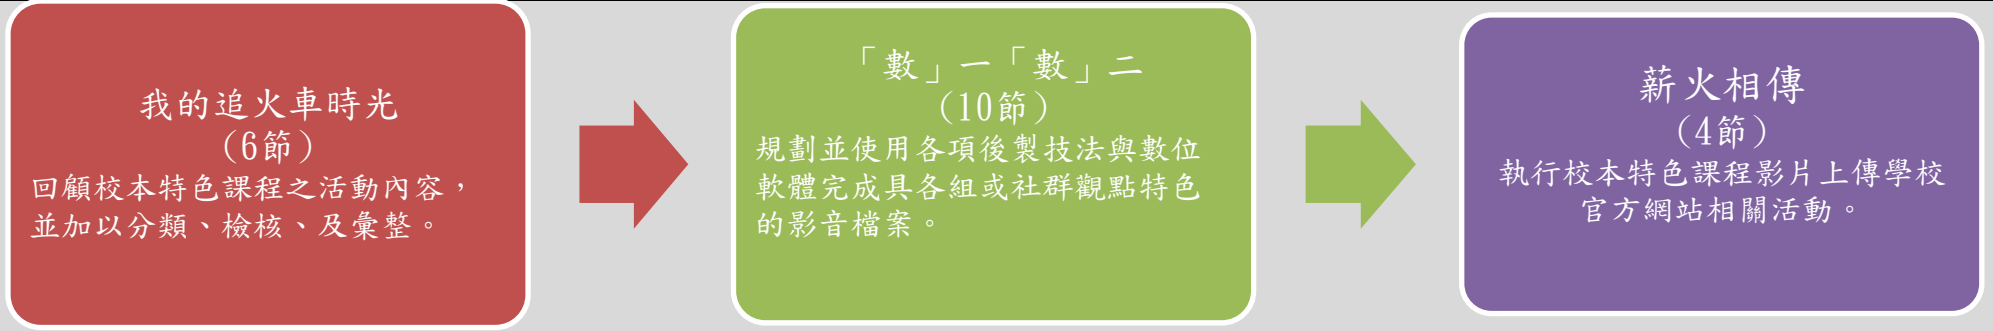 我的追火車時光
(6節)
回顧校本特色課程之活動內容，
並加以分類、檢核、及彙整。
「數」一「數」二
(10節)
規劃並使用各項後製技法與數位
軟體完成具各組或社群觀點特色
的影音檔案。
薪火相傳
(4節)
執行校本特色課程影片上傳學校
官方網站相關活動。